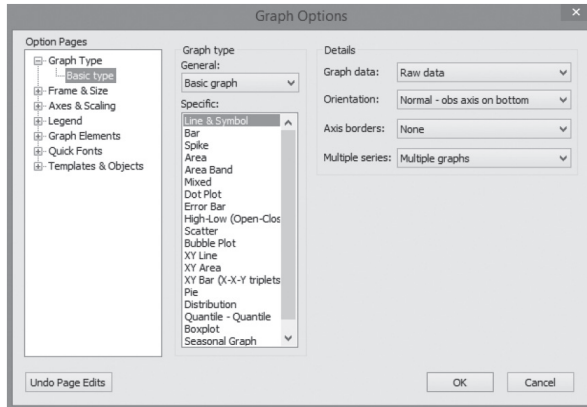 Graph Options
×
Option Pages
Graph Type
Basic type
Frame & Size
Axes & Scaling
Legend
Graph Elements
Quick Fonts
Templates & Objects
Graph type
General:
Basic graph
Specific:
Line & Symbol
Bar
Spike
Area
Area Band
Mixed
Dot Plot
Error Bar
High-Low (Open-Clos
Scatter
Bubble Plot
XY Line
XY Area
XY Bar (X-X-Y triplets
Pie
Distribution
Quantile - Quantile
Boxplot
Seasonal Graph
Details
Graph data: Raw data
Orientation: Normal - obs axis on bottom
Axis borders: None
Multiple series: Multiple graphs
Undo Page Edits
OK
Cancel